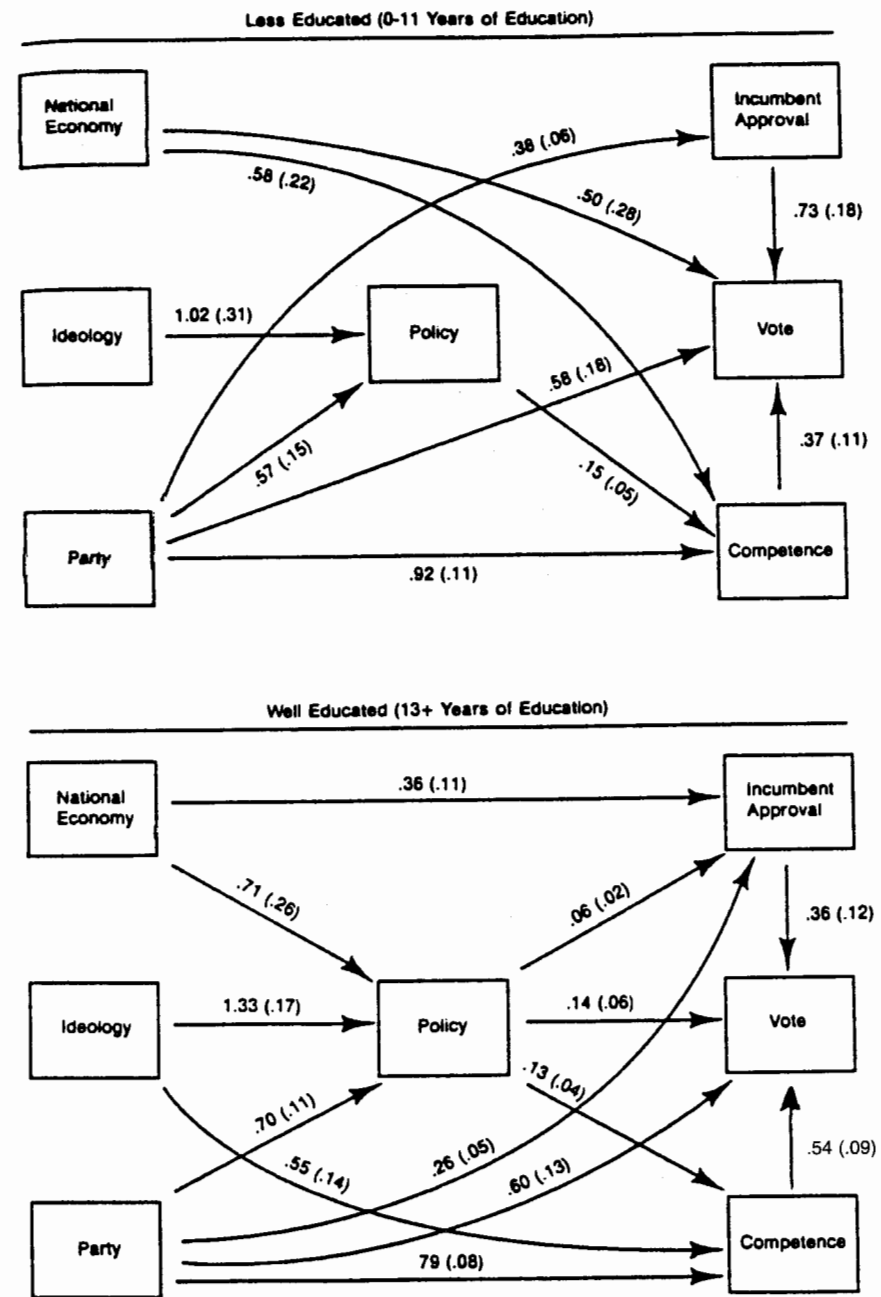 Less Educated (0-11 Years of Education)
National
Economy
Incumbent
Approval
.38 (.06)
.58 (.22)
.50 (.28)
.73 (.18)
Ideology
1.02 (.31)
Policy
Vote
.58 (.18)
.57 (.15)
.15 (.05)
.37 (.11)
Party
.92 (.11)
Competence
Well Educated (13+ Years of Education)
National
Economy
.36 (.11)
Incumbent
Approval
.71 (.26)
.06 (.02)
.36 (.12)
Ideology
1.33 (.17)
Policy
.14 (.06)
Vote
.13 (.04)
.70 (.11)
.55 (.14)
.26 (.05)
.60 (.13)
.54 (.09)
Party
79 (.08)
Competence